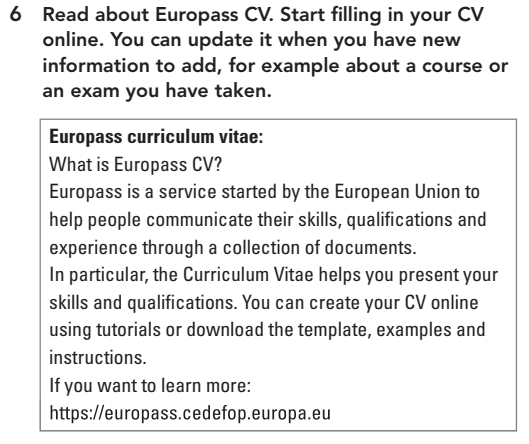 6 Read about Europass CV. Start filling in your CV
online. You can update it when you have new
information to add, for example about a course or
an exam you have taken.
Europass curriculum vitae:
What is Europass CV?
Europass is a service started by the European Union to
help people communicate their skills, qualifications and
experience through a collection of documents.
In particular, the Curriculum Vitae helps you present your
skills and qualifications. You can create your CV online
using tutorials or download the template, examples and
instructions.
If you want to learn more:
https://europass.cedefop.europa.eu